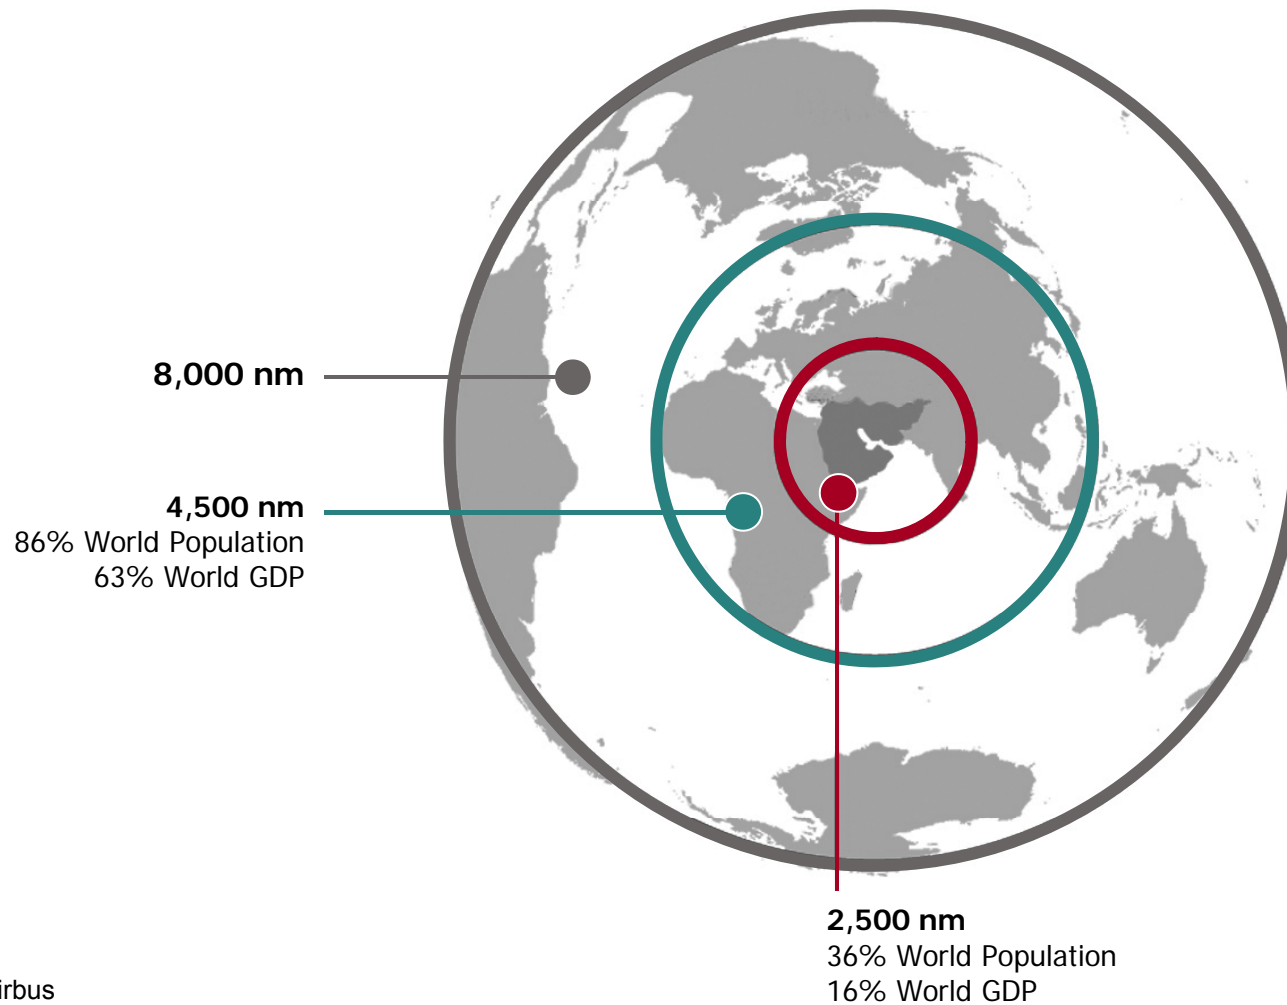 8,000 nm
4,500 nm
86% World Population
63% World GDP
2,500 nm
36% World Population
16% World GDP
irbus